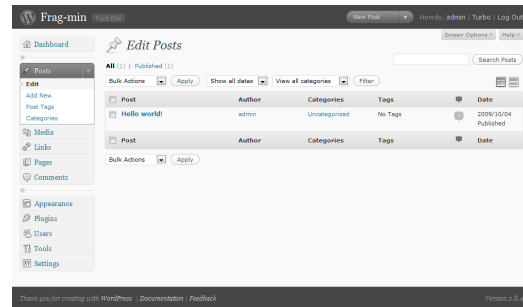 Frag-min Visit Site New Post Howdy, admin | Turbo | Log Out
Screen Options Help
Dashboard
Edit Posts
Search Posts
All (1) | Published (1)
Posts
Bulk Actions Apply Show all dates View all categories Filter
Edit
Add New
Post Tags
Categories
Post Author Categories Tags Date
Hello world! admin Uncategorized No Tags 2009/10/04
Published
Post Author Categories Tags Date
Bulk Actions Apply
Media
Links
Pages
Comments
Appearance
Plugins
Users
Tools
Settings
Thank you for creating with WordPress | Documentation | Feedback Version 2.8.4